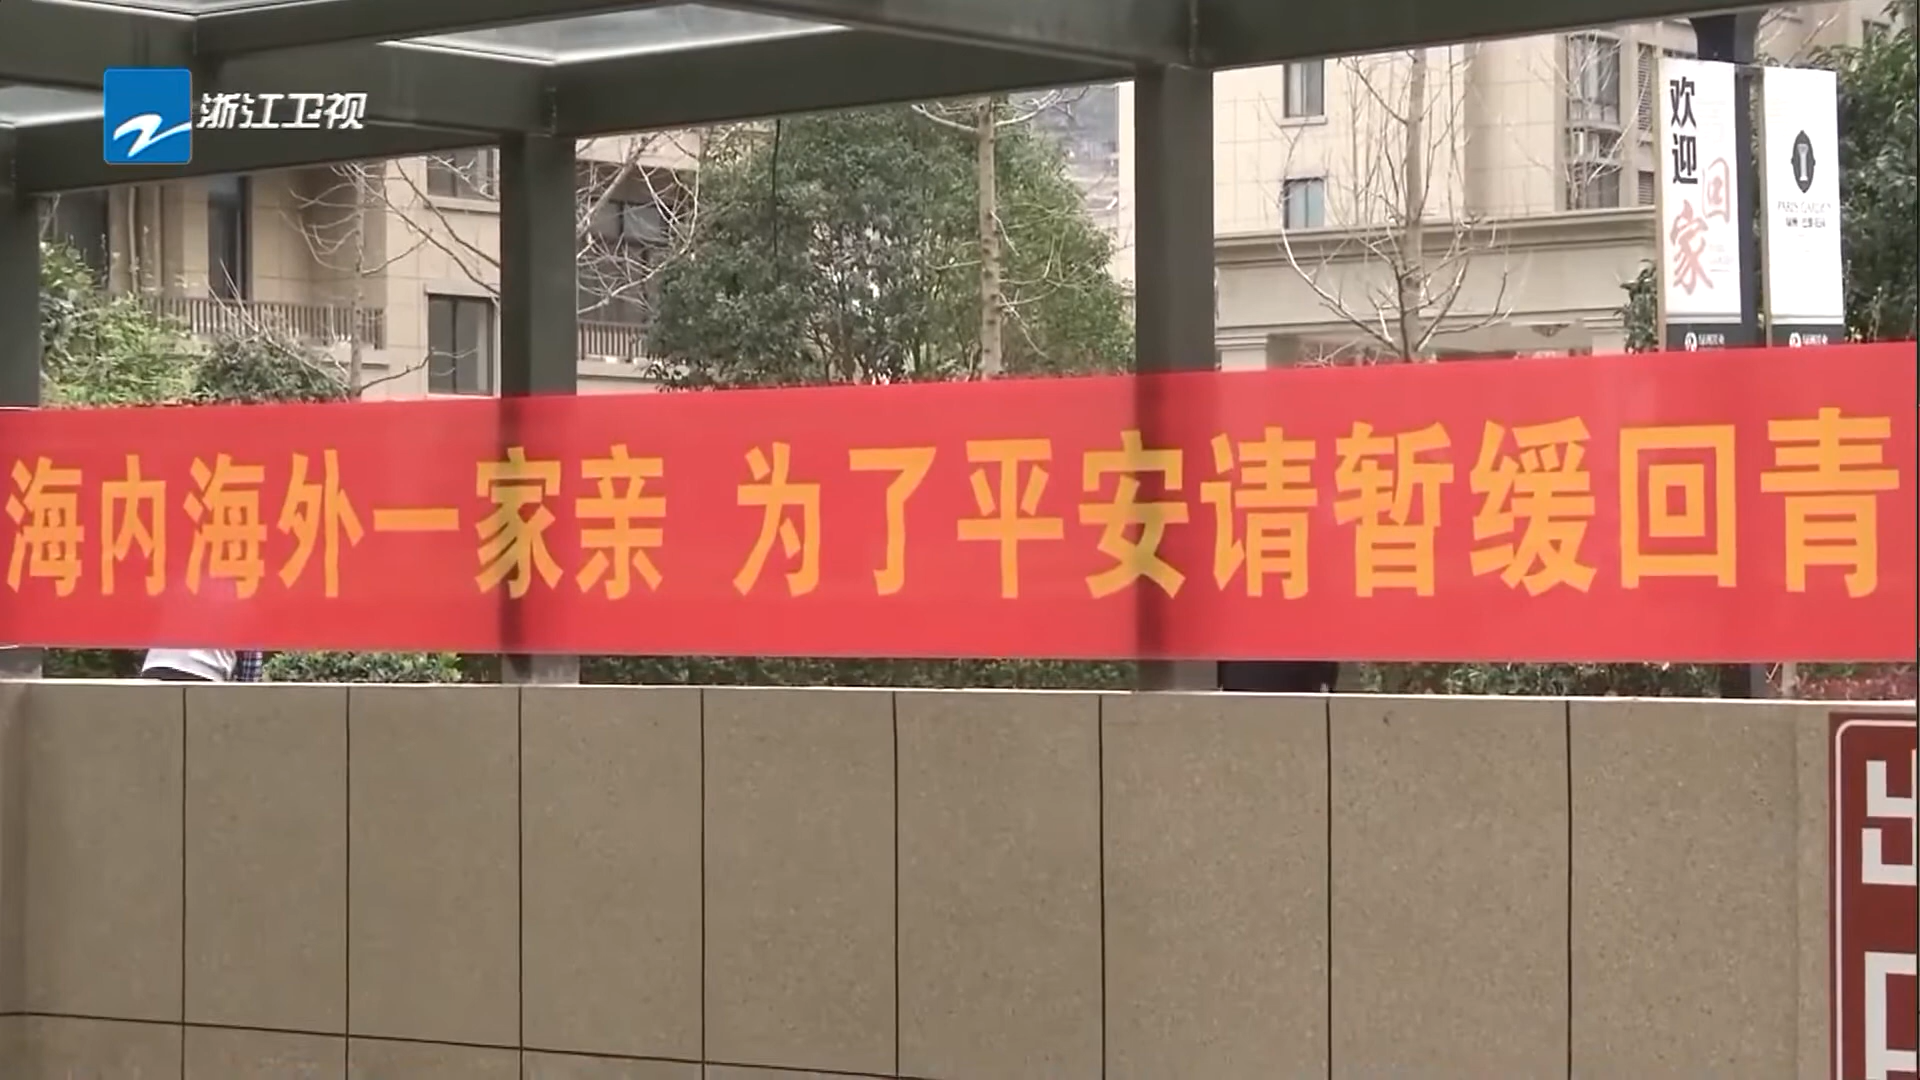 浙江卫视
欢迎
回家
海内海外一家亲 为了平安请暂缓回青
出